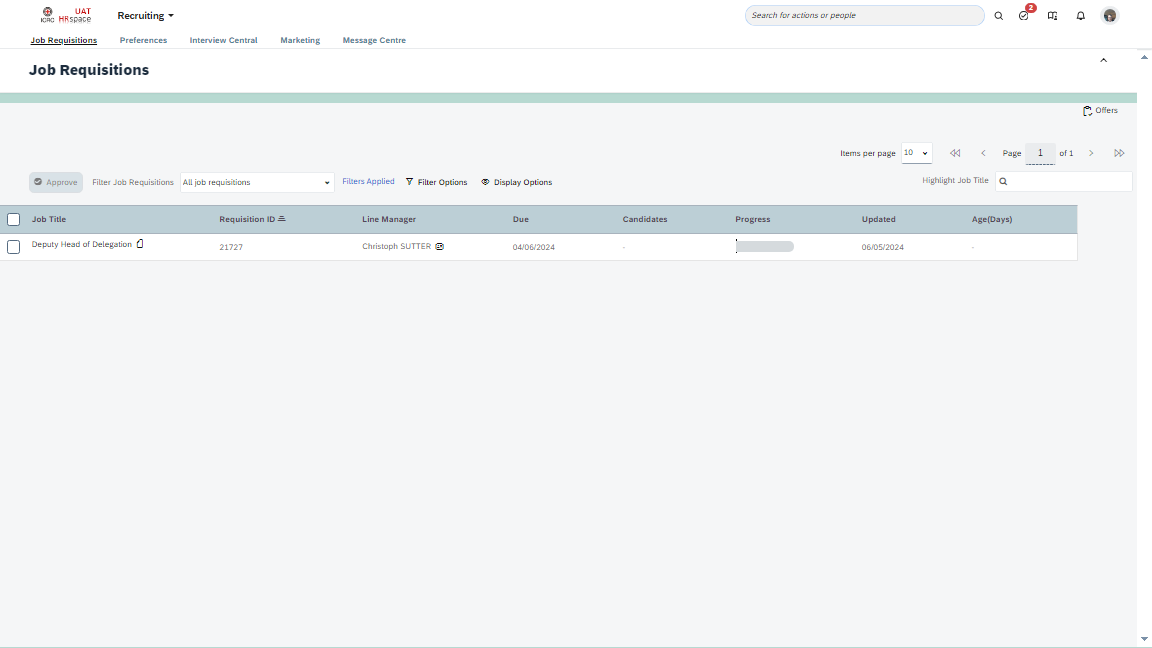 ICRC UAT HRspace Recruiting Search for actions or people 2
Job Requisitions Preferences Interview Central Marketing Message Centre
Job Requisitions
Offers
Items per page 10 Page 1 of 1
Approve Filter Job Requisitions All job requisitions Filters Applied Filter Options Display Options Highlight Job Title
Job Title Requisition ID Line Manager Due Candidates Progress Updated Age(Days)
Deputy Head of Delegation 21727 Christoph SUTTER 04/06/2024 - 06/05/2024 -